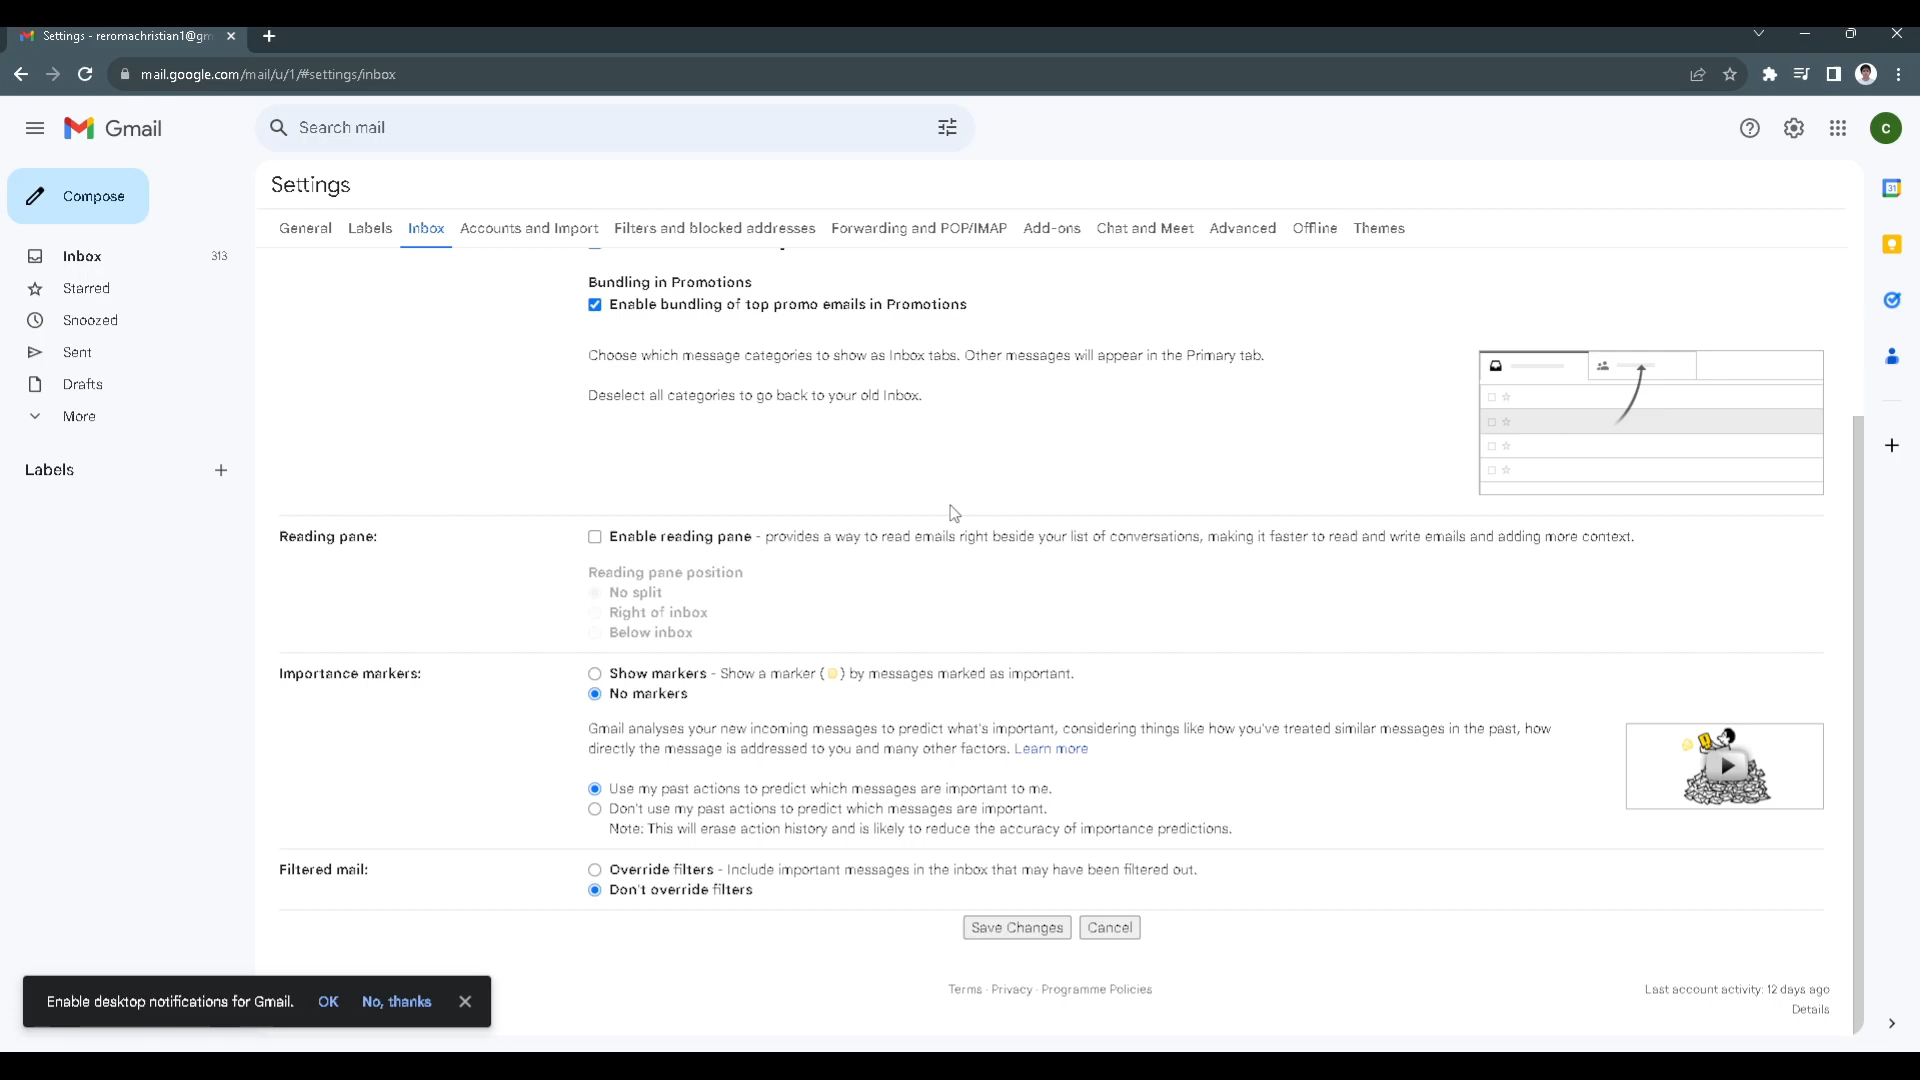 Settings - reromachristian1@gm
mail.google.com/mail/u/1/#settings/inbox
Gmail
Search mail
C
Compose
Inbox 313
Starred
Snoozed
Sent
Drafts
More
Labels
Settings
General Labels Inbox Accounts and Import Filters and blocked addresses Forwarding and POP/IMAP Add-ons Chat and Meet Advanced Offline Themes
Bundling in Promotions
Enable bundling of top promo emails in Promotions
Choose which message categories to show as Inbox tabs. Other messages will appear in the Primary tab.
Deselect all categories to go back to your old Inbox.
Reading pane:
Enable reading pane - provides a way to read emails right beside your list of conversations, making it faster to read and write emails and adding more context.
Reading pane position
No split
Right of inbox
Below inbox
Importance markers:
Show markers - Show a marker ( ) by messages marked as important.
No markers
Gmail analyses your new incoming messages to predict what's important, considering things like how you've treated similar messages in the past, how
directly the message is addressed to you and many other factors. Learn more
Use my past actions to predict which messages are important to me.
Don't use my past actions to predict which messages are important.
Note: This will erase action history and is likely to reduce the accuracy of importance predictions.
Filtered mail:
Override filters - Include important messages in the inbox that may have been filtered out.
Don't override filters
Save Changes Cancel
Enable desktop notifications for Gmail. OK No, thanks
Terms · Privacy · Programme Policies
Last account activity: 12 days ago
Details
31